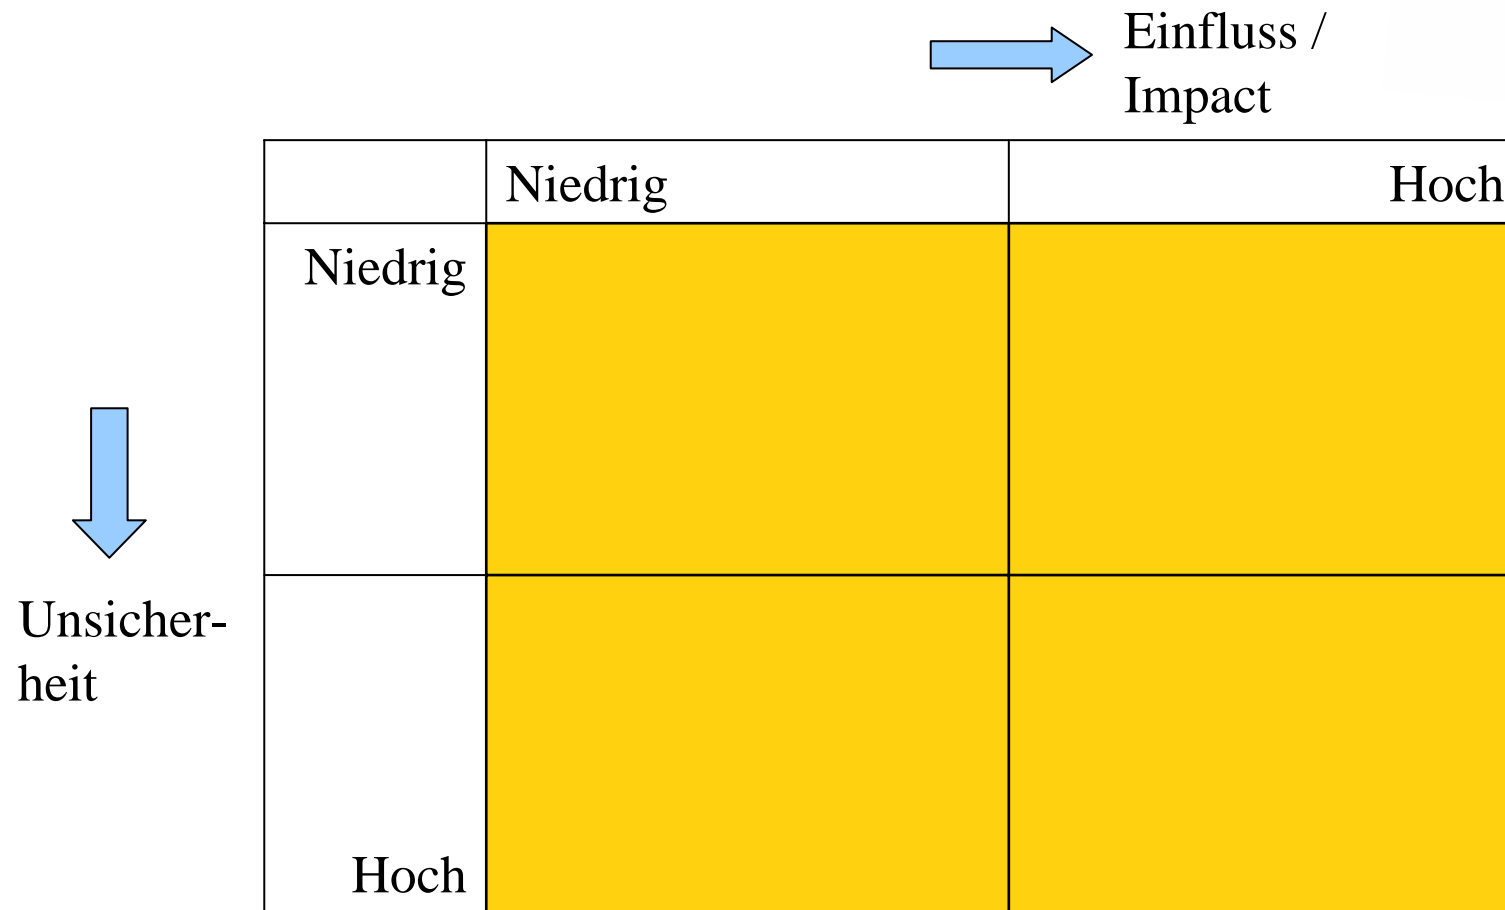 Einfluss /
Impact
Niedrig
Hoch
Niedrig
Unsicher-
heit
Hoch